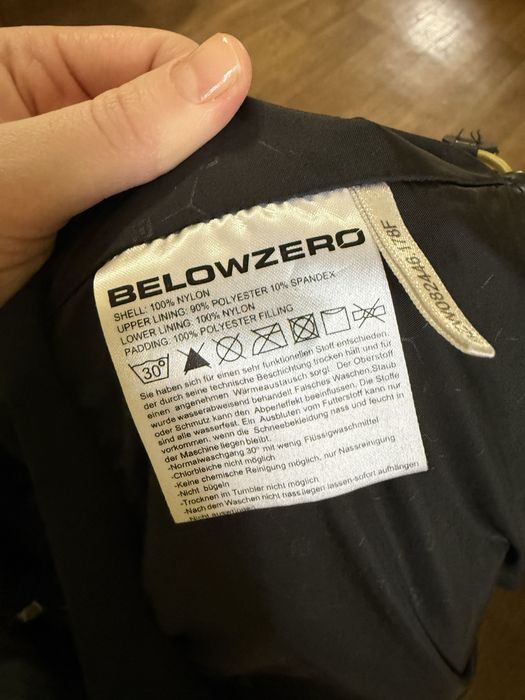 BELOWZERO
SHELL: 100% NYLON
UPPER LINING: 90% POLYESTER 10% SPANDEX
LOWER LINING: 100% NYLON
PADDING: 100% POLYESTER FILLING
30°
Sie haben sich für einen sehr funktionellen Stoff entschieden,
der durch seine technische Beschichtung trocken hält und für
einen angenehmen Wärmeaustausch sorgt. Der Oberstoff
wurde wasserabweisend behandelt Falsches Waschen,Staub
oder Schmutz kann den Abperleffekt beeinflussen. Die Stoffe
sind alle wasserfest. Ein Ausbluten vom Futterstoff kann nur
vorkommen, wenn die Schneebekleidung nass und feucht in
der Maschine liegen bleibt.
-Normalwaschgang 30° mit wenig Flüssigwaschmittel
-Chlorbleiche nicht möglich
-Keine chemische Reinigung möglich, nur Nassreinigung
-Nicht bügeln
-Trocknen im Tumbler nicht möglich
-Nach dem Waschen nicht nass liegen lassen-sofort aufhängen
Nicht
W082446 178F